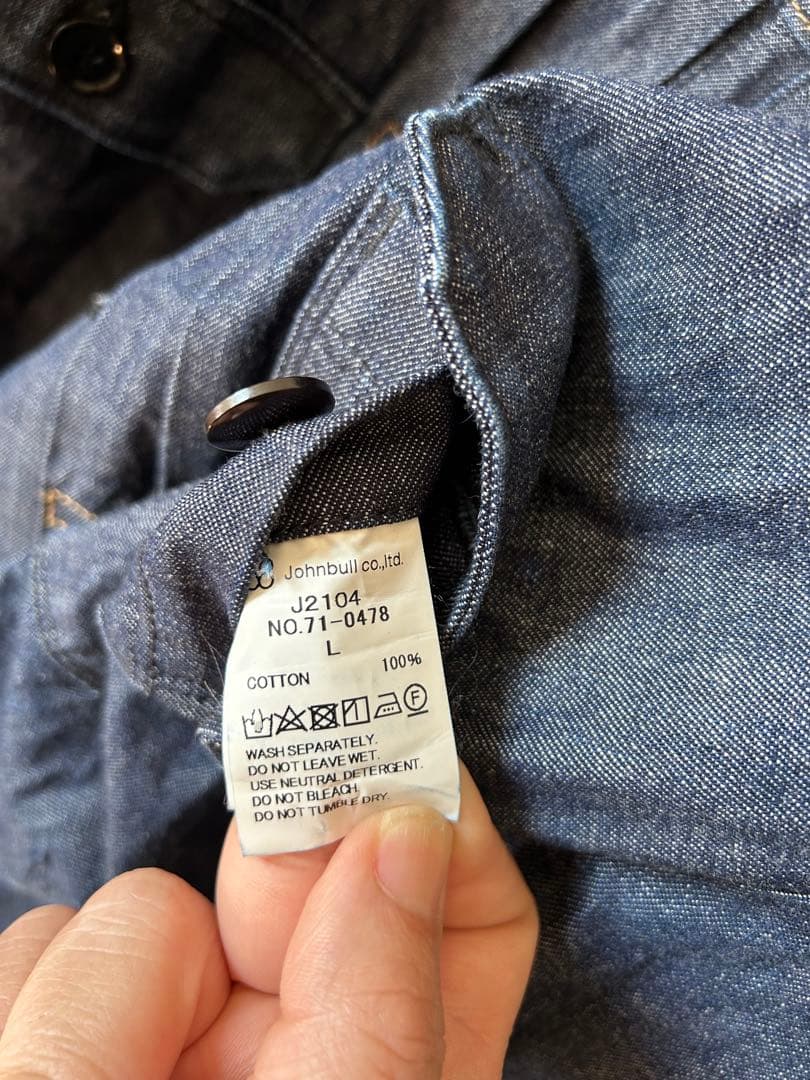 Johnbull co.,ltd.
J2104
NO.71-0478
L
COTTON 100%
F
WASH SEPARATELY.
DO NOT LEAVE WET.
USE NEUTRAL DETERGENT.
DO NOT BLEACH.
DO NOT TUMBLE DRY.